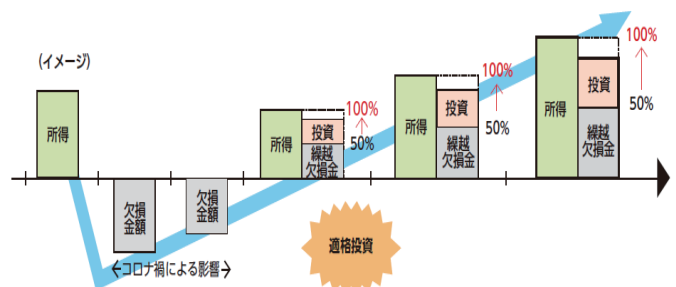 (イメージ)
所得
欠損
金額
欠損
金額
←コロナ禍による影響→
所得
投資
繰越
欠損金
100%
50%
所得
投資
繰越
欠損金
100%
50%
所得
投資
繰越
欠損金
100%
50%
適格投資